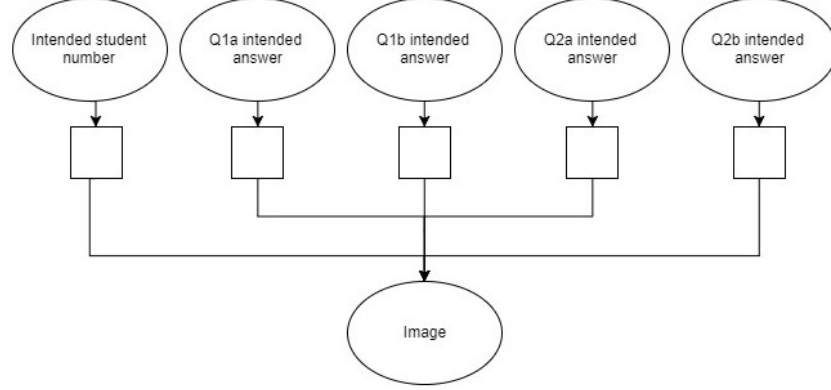 Intended student
number
Q1a intended
answer
Q1b intended
answer
Q2a intended
answer
Q2b intended
answer
Image